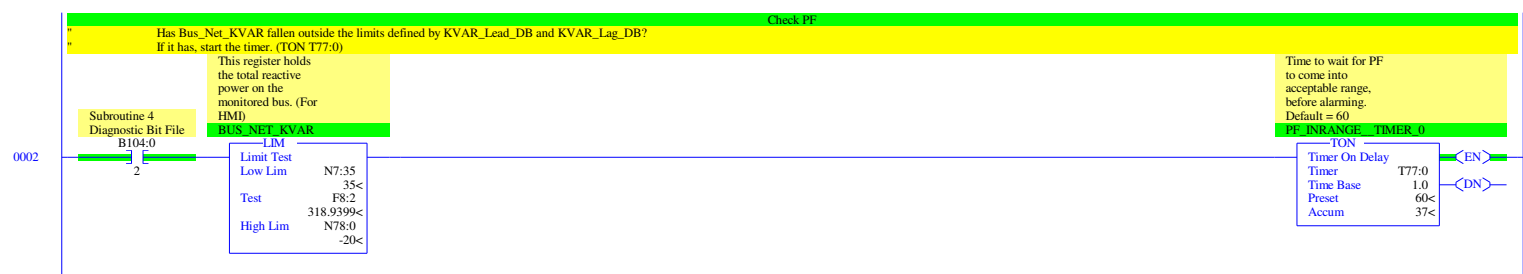 Check PF
" Has Bus_Net_KVAR fallen outside the limits defined by KVAR_Lead_DB and KVAR_Lag_DB?
" If it has, start the timer. (TON T77:0)
This register holds
the total reactive
power on the
monitored bus. (For
HMI)
BUS_NET_KVAR
Time to wait for PF
to come into
acceptable range,
before alarming.
Default = 60
PF_INRANGE__TIMER_0
Subroutine 4
Diagnostic Bit File
B104:0
2
0002
LIM
Limit Test
Low Lim N7:35
35<
Test F8:2
318.9399<
High Lim N78:0
-20<
TON
Timer On Delay
Timer T77:0
Time Base 1.0
Preset 60<
Accum 37<
EN
DN